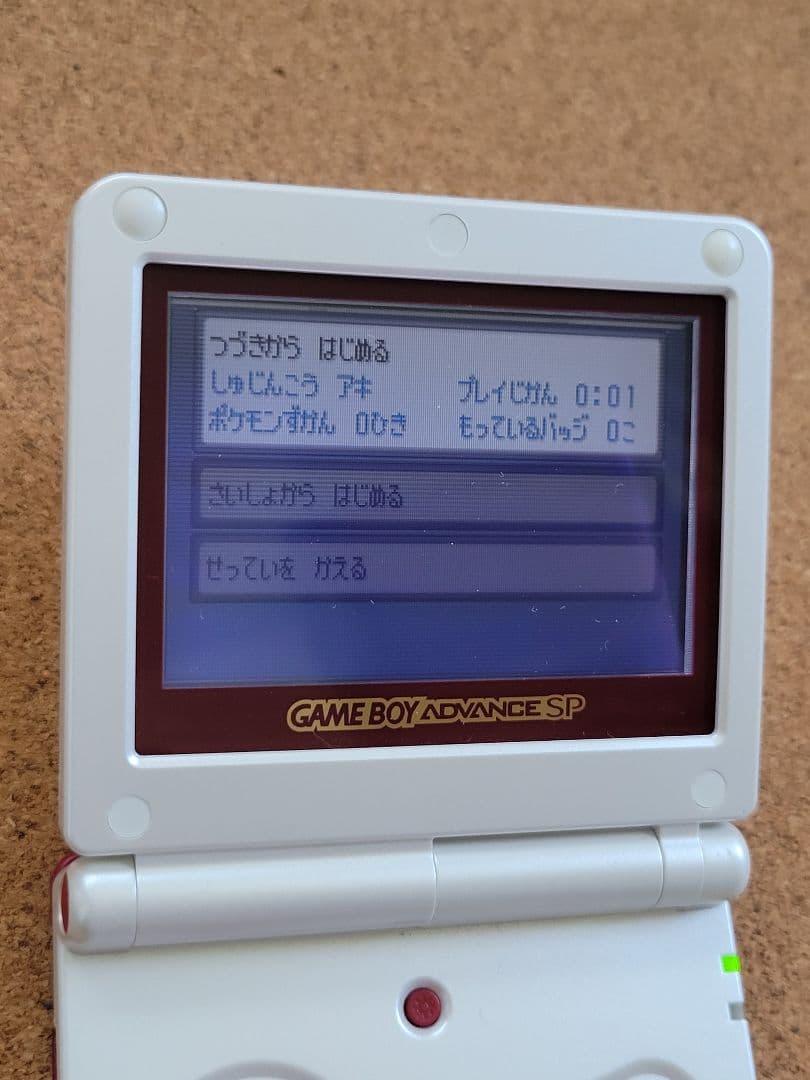 つづきから はじめる
しゅじんこう アキ プレイじかん 0:01
ポケモンずかん 0ひき もっているバッジ 0こ
さいしょから はじめる
せっていを かえる
GAME BOY ADVANCE SP